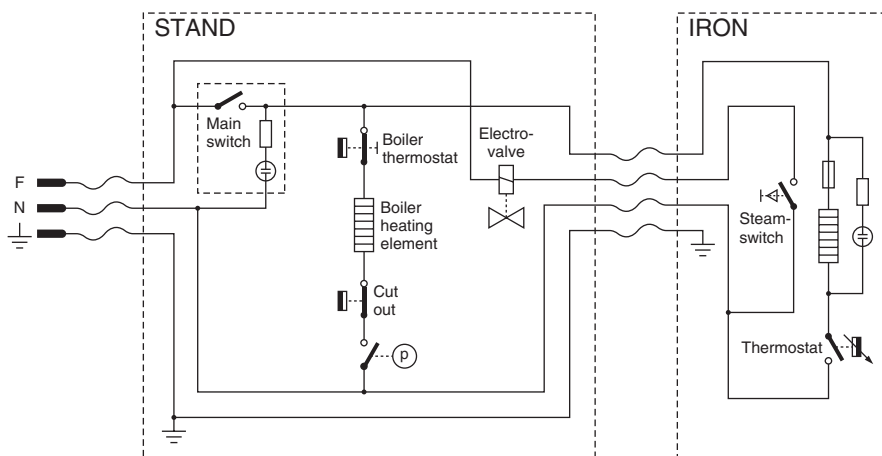 STAND
IRON
Main
switch
Boiler
thermostat
Electro-
valve
F
N
Boiler
heating
element
Steam-
switch
Cut
out
p
Thermostat